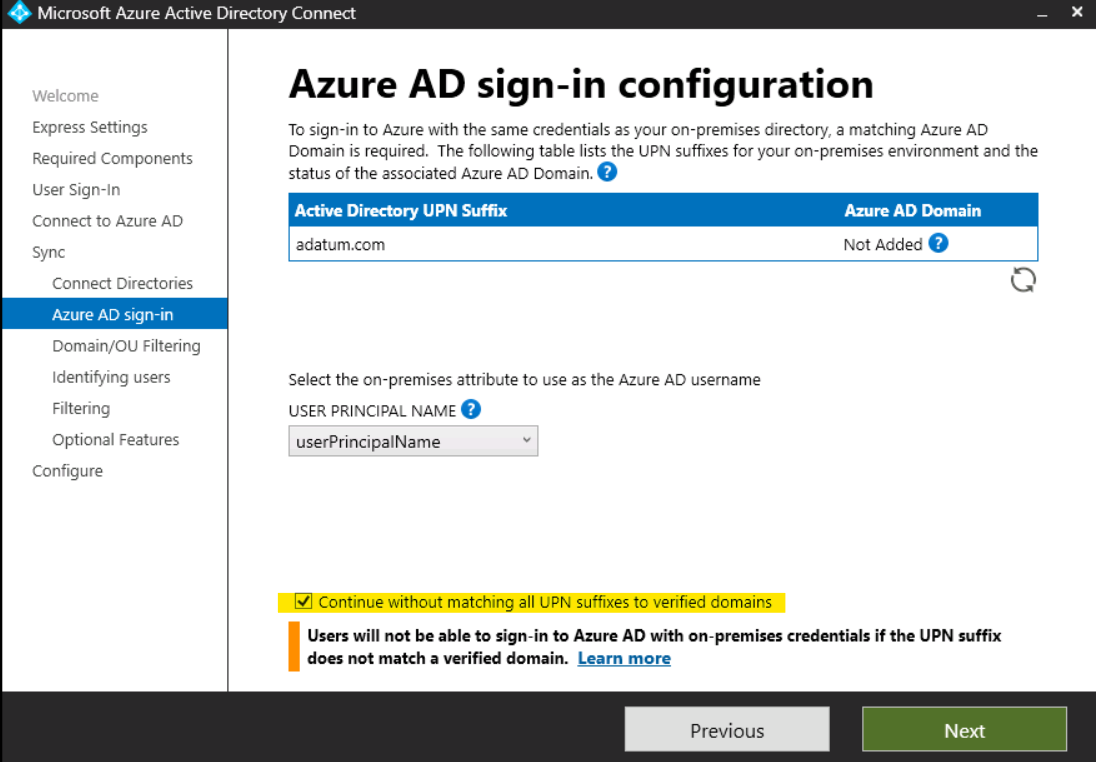 Microsoft Azure Active Directory Connect
Welcome
Express Settings
Required Components
User Sign-In
Connect to Azure AD
Sync
Connect Directories
Azure AD sign-in
Domain/OU Filtering
Identifying users
Filtering
Optional Features
Configure
Azure AD sign-in configuration
To sign-in to Azure with the same credentials as your on-premises directory, a matching Azure AD
Domain is required. The following table lists the UPN suffixes for your on-premises environment and the
status of the associated Azure AD Domain. ?
Active Directory UPN Suffix Azure AD Domain
adatum.com Not Added ?
Select the on-premises attribute to use as the Azure AD username
USER PRINCIPAL NAME ?
userPrincipalName
Continue without matching all UPN suffixes to verified domains
Users will not be able to sign-in to Azure AD with on-premises credentials if the UPN suffix
does not match a verified domain. Learn more
Previous Next